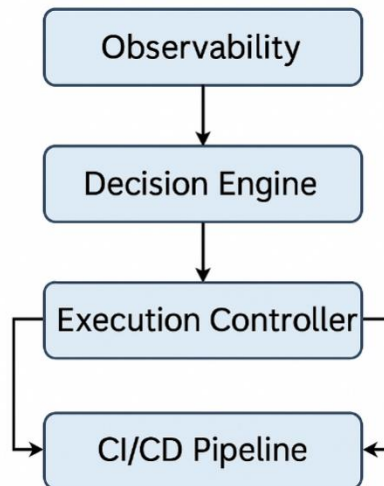 Observability
Decision Engine
Execution Controller
CI/CD Pipeline